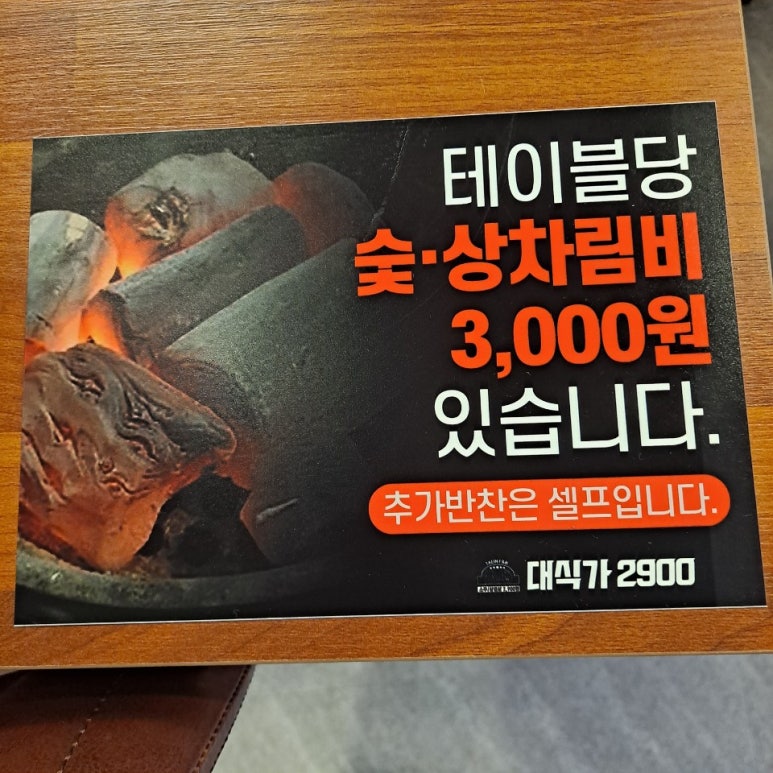 테이블당
숯·상차림비
3,000원
있습니다.
추가반찬은 셀프입니다.
대식가 2900